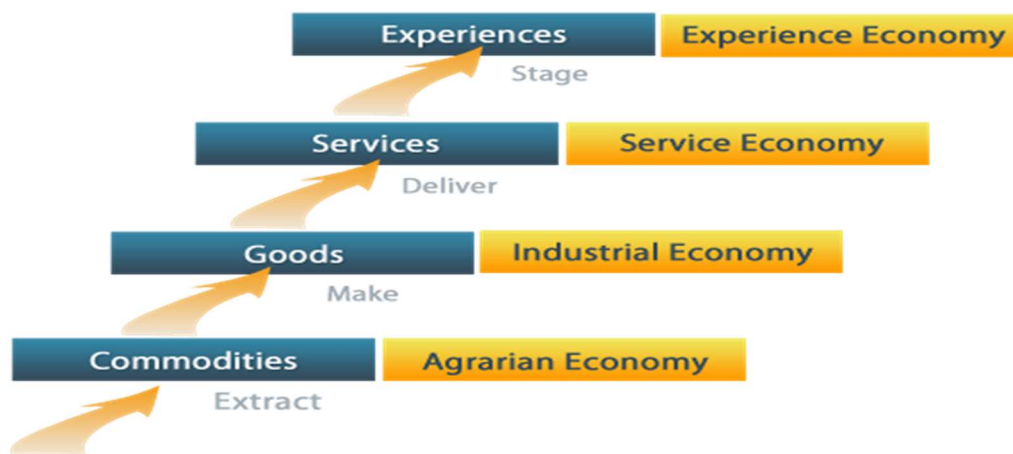 Experiences Experience Economy
Stage
Services Service Economy
Deliver
Goods Industrial Economy
Make
Commodities Agrarian Economy
Extract